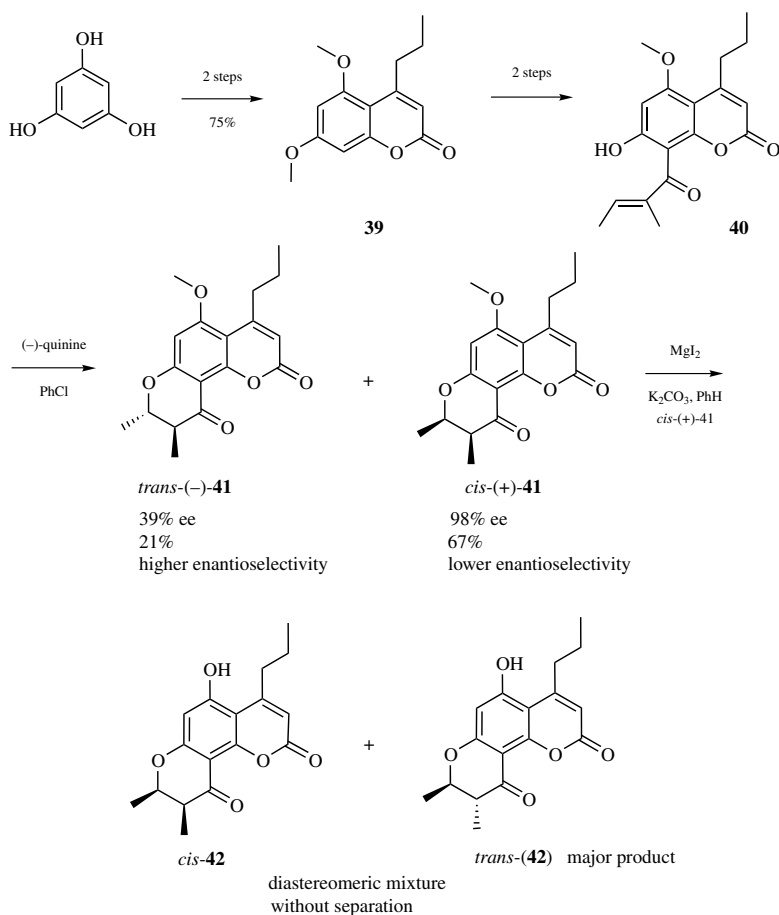 OH
HO
OH
2 steps
75%
O
O
O
O
39
2 steps
O
HO
O
O
O
40
(–)-quinine
PhCl
O
O
O
O
O
trans-(–)-41
39% ee
21%
higher enantioselectivity
+
O
O
O
O
O
cis-(+)-41
98% ee
67%
lower enantioselectivity
MgI2
K2CO3, PhH
cis-(+)-41
OH
O
O
O
O
cis-42
+
OH
O
O
O
O
trans-(42) major product
diastereomeric mixture
without separation